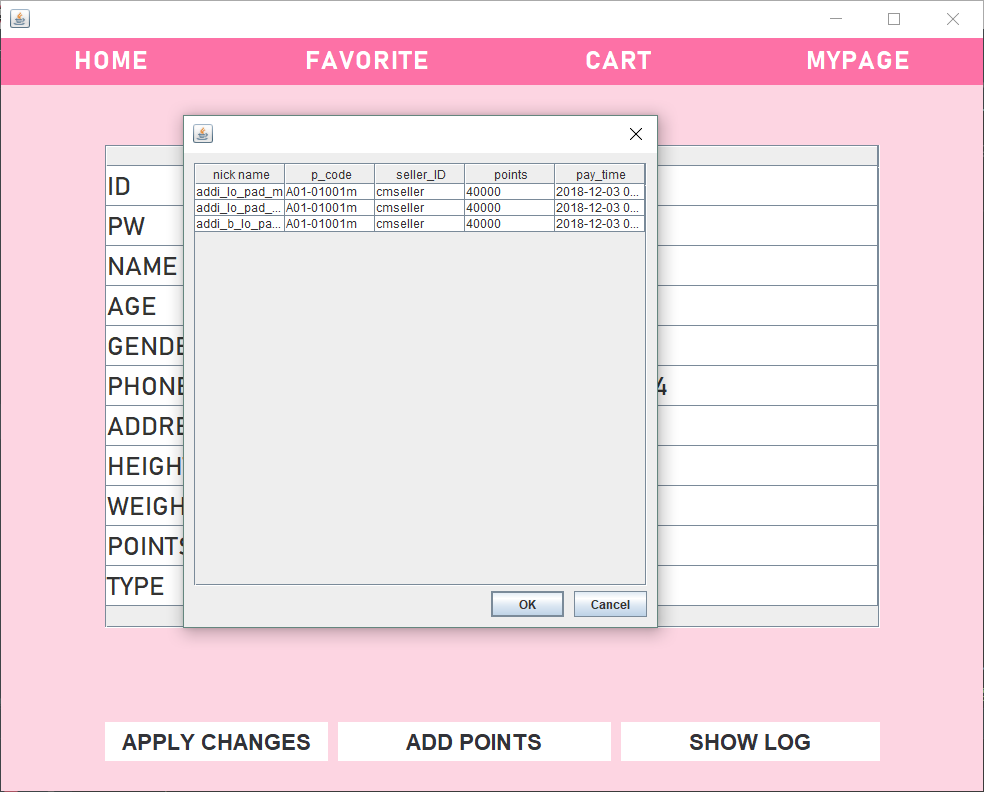 HOME FAVORITE CART MYPAGE
nick name p_code seller_ID points pay_time
addi_lo_pad_m A01-01001m cmseller 40000 2018-12-03 0...
addi_lo_pad_... A01-01001m cmseller 40000 2018-12-03 0...
addi_b_lo_pa... A01-01001m cmseller 40000 2018-12-03 0...
ID
PW
NAME
AGE
GENDE
PHONE 4
ADDRE
HEIGH
WEIGH
POINTS
TYPE
OK Cancel
APPLY CHANGES ADD POINTS SHOW LOG